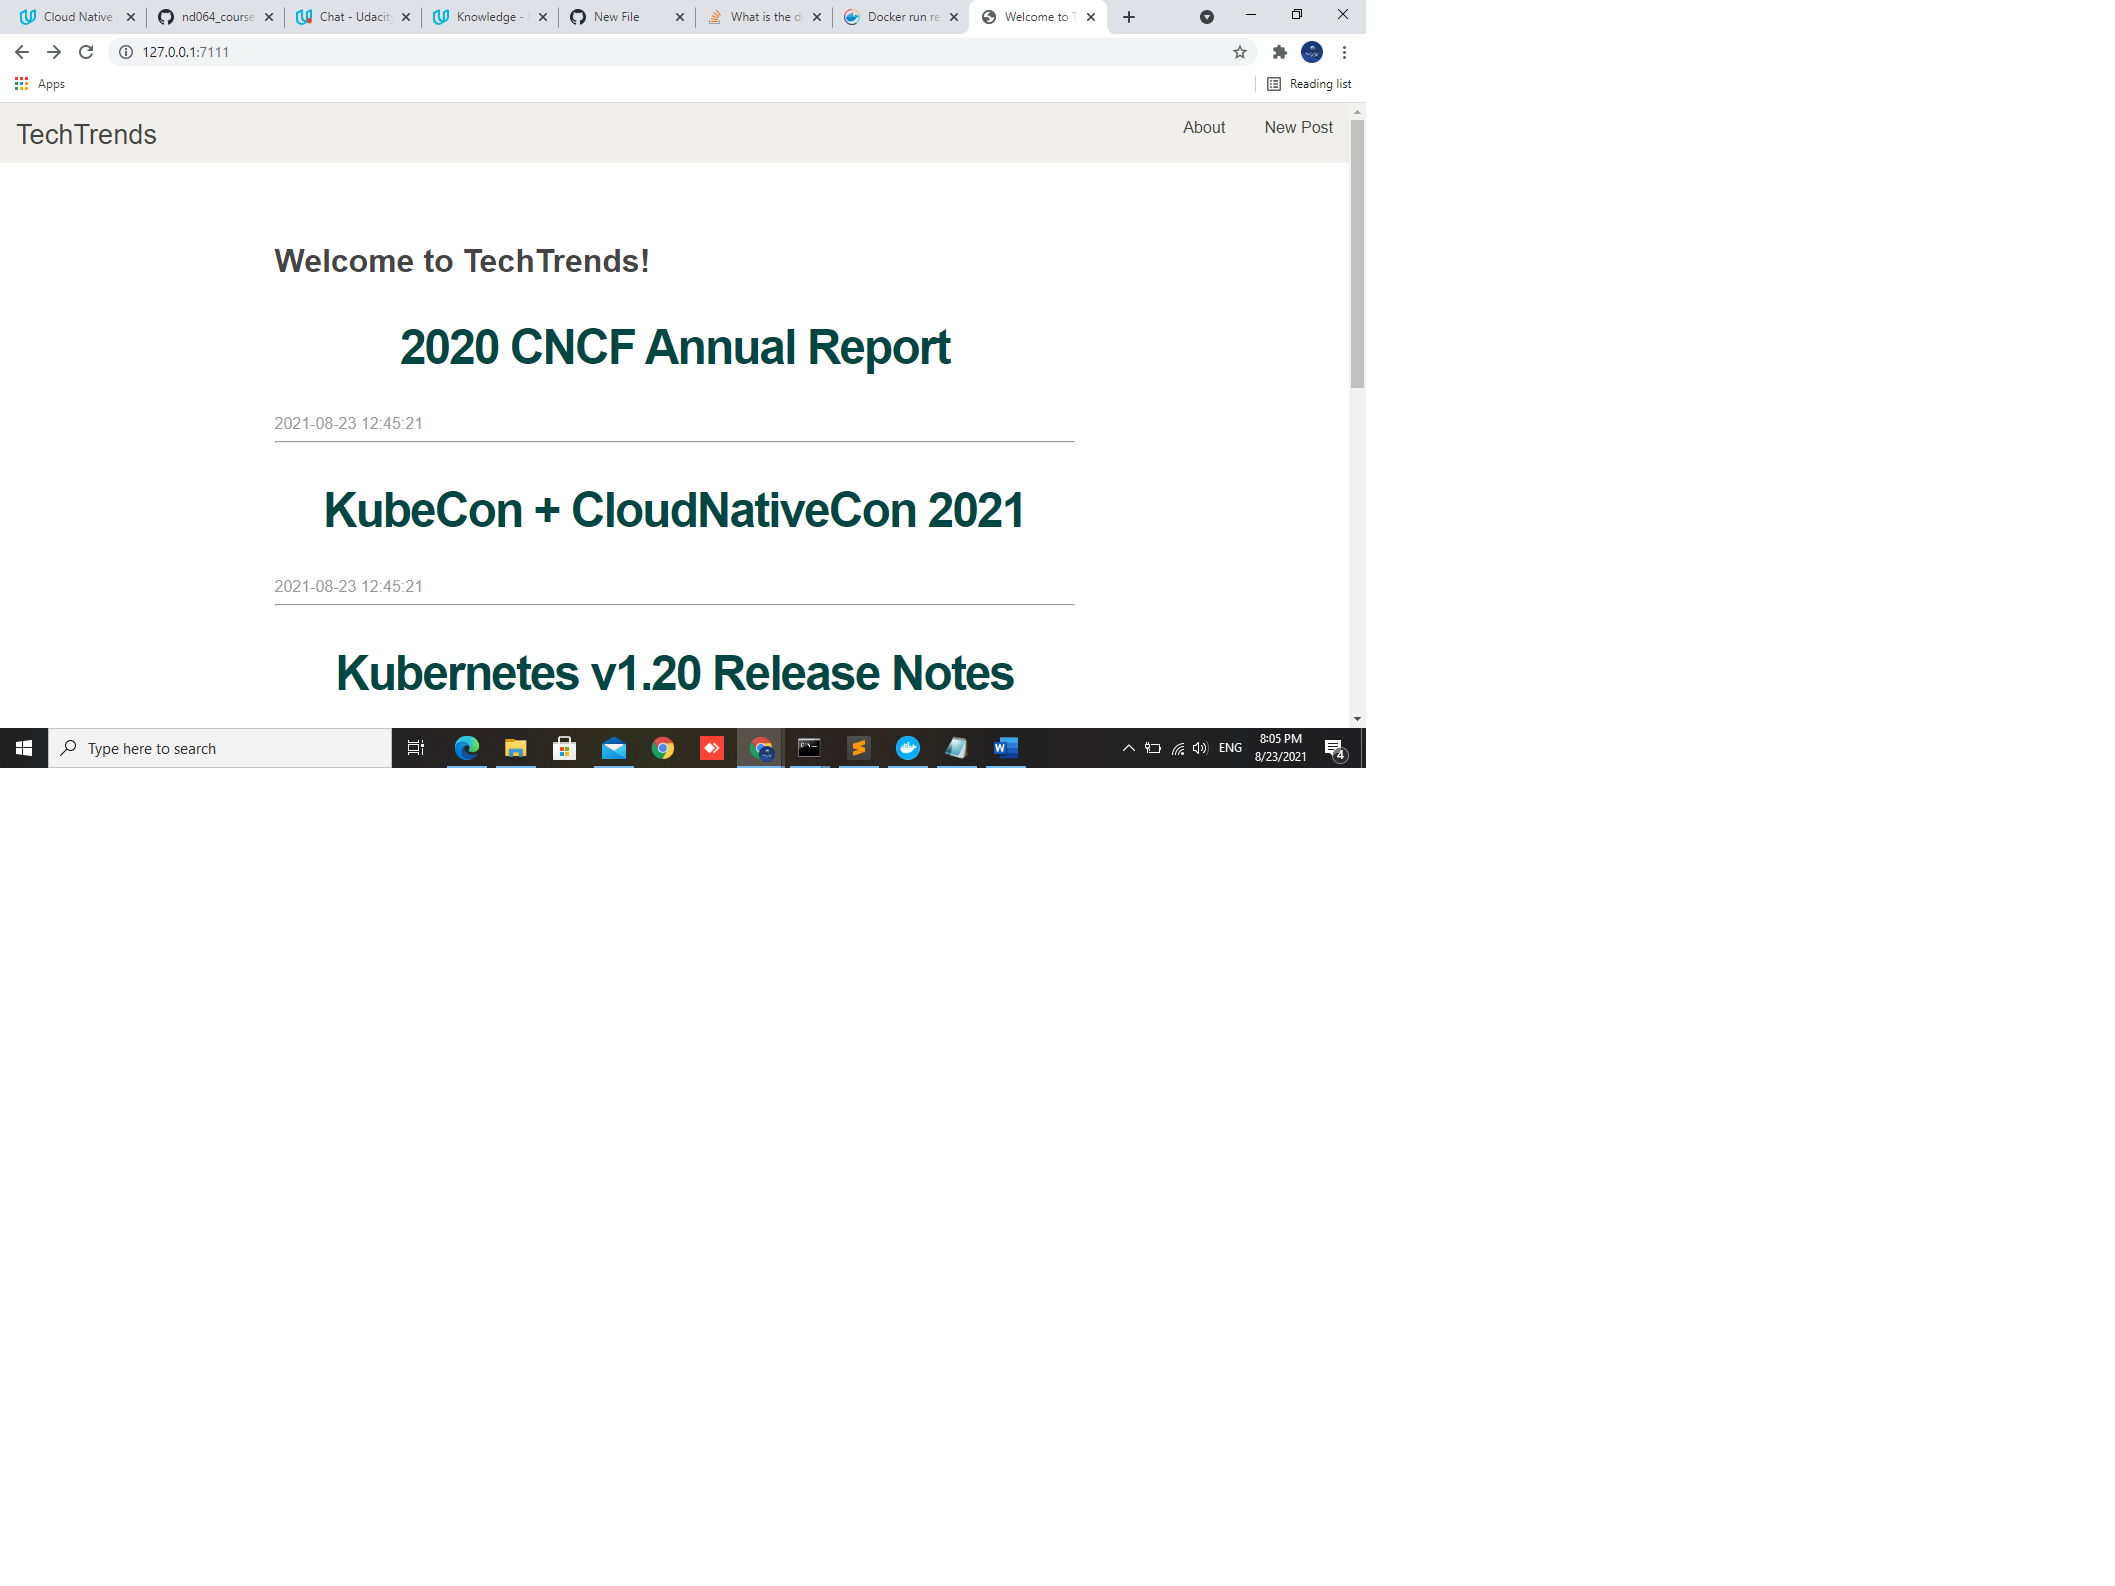 Cloud Native
nd064_course
Chat - Udacit
Knowledge -
New File
What is the d
Docker run re
Welcome to T
127.0.0.1:7111
Apps
Reading list
TechTrends
About
New Post
Welcome to TechTrends!
2020 CNCF Annual Report
2021-08-23 12:45:21
KubeCon + CloudNativeCon 2021
2021-08-23 12:45:21
Kubernetes v1.20 Release Notes
Type here to search
ENG
8:05 PM
8/23/2021
4